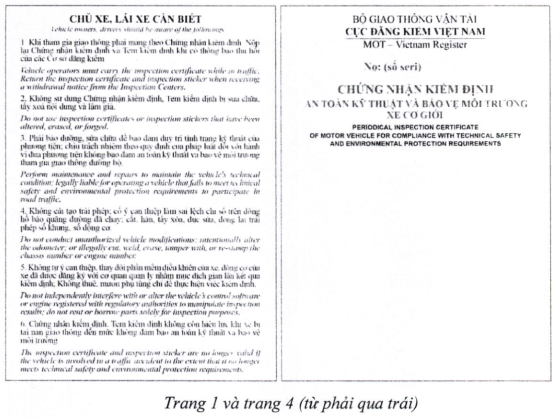 CHỦ XE, LÁI XE CẦN BIẾT
Vehicle owners, drivers should be aware of the followings
1. Khi tham gia giao thông phải mang theo Chứng nhận kiểm định. Nộp
lại Chứng nhận kiểm định và Tem kiểm định khi có thông báo thu hồi
của các Cơ sở đăng kiểm
Vehicle operators must carry the inspection certificate while in traffic.
Return the inspection certificate and inspection sticker when receiving
a withdrawal notice from the Inspection Centers.
2. Không sử dụng Chứng nhận kiểm định, Tem kiểm định bị sửa chữa,
tẩy xoá nội dung và làm giả.
Do not use inspection certificates or inspection stickers that have been
altered, erased, or forged.
3. Phải bảo dưỡng, sửa chữa để bảo đảm duy trì tình trạng kỹ thuật của
phương tiện; chịu trách nhiệm theo quy định của pháp luật đối với hành
vi đưa phương tiện không bảo đảm an toàn kỹ thuật và bảo vệ môi trường
tham gia giao thông đường bộ.
Perform maintenance and repairs to maintain the vehicle's technical
condition; legally liable for operating a vehicle that fails to meet technical
safety and environmental protection requirements to participate in
road traffic.
4. Không cải tạo trái phép; cố ý can thiệp làm sai lệch chỉ số trên đồng
hồ báo quãng đường đã chạy; cắt, hàn, tẩy xóa, đục sửa, đóng lại trái
phép số khung, số động cơ.
Do not conduct unauthorized vehicle modifications; intentionally alter
the odometer; or illegally cut, weld, erase, tamper with, or re-stamp the
chassis number or engine number.
5. Không tự ý can thiệp, thay đổi phần mềm điều khiển của xe, động cơ của
xe đã được đăng ký với cơ quan quản lý nhằm mục đích gian lận kết quả
kiểm định; Không thuê, mượn phụ tùng chỉ để thực hiện việc kiểm định.
Do not independently interfere with or alter the vehicle's control software
or engine registered with regulatory authorities to manipulate inspection
results; do not rent or borrow parts solely for inspection purposes.
6. Chứng nhận kiểm định, Tem kiểm định không còn hiệu lực, khi xe bị
tai nạn giao thông đến mức không đảm bảo an toàn kỹ thuật và bảo vệ
môi trường
The inspection certificate and inspection sticker are no longer valid if
the vehicle is involved in a traffic accident to the extent that it no longer
meets technical safety and environmental protection requirements.
BỘ GIAO THÔNG VẬN TẢI
CỤC ĐĂNG KIỂM VIỆT NAM
MOT – Vietnam Register
No: (số seri)
CHỨNG NHẬN KIỂM ĐỊNH
AN TOÀN KỸ THUẬT VÀ BẢO VỆ MÔI TRƯỜNG
XE CƠ GIỚI
PERIODICAL INSPECTION CERTIFICATE
OF MOTOR VEHICLE FOR COMPLIANCE WITH TECHNICAL SAFETY
AND ENVIRONMENTAL PROTECTION REQUIREMENTS
Trang 1 và trang 4 (từ phải qua trái)